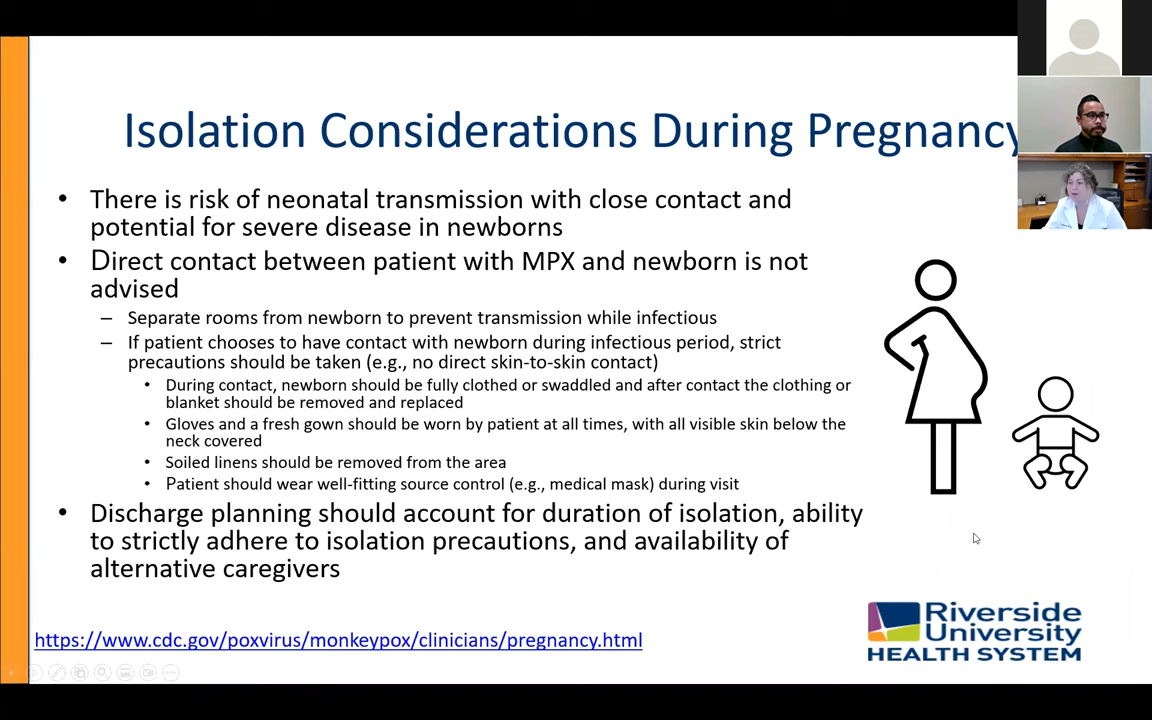 Isolation Considerations During Pregnancy
• There is risk of neonatal transmission with close contact and
potential for severe disease in newborns
• Direct contact between patient with MPX and newborn is not
advised
– Separate rooms from newborn to prevent transmission while infectious
– If patient chooses to have contact with newborn during infectious period, strict
precautions should be taken (e.g., no direct skin-to-skin contact)
• During contact, newborn should be fully clothed or swaddled and after contact the clothing or
blanket should be removed and replaced
• Gloves and a fresh gown should be worn by patient at all times, with all visible skin below the
neck covered
• Soiled linens should be removed from the area
• Patient should wear well-fitting source control (e.g., medical mask) during visit
• Discharge planning should account for duration of isolation, ability
to strictly adhere to isolation precautions, and availability of
alternative caregivers
https://www.cdc.gov/poxvirus/monkeypox/clinicians/pregnancy.html
Riverside
University
HEALTH SYSTEM